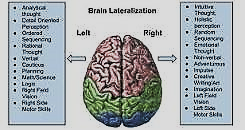 Brain Lateralization
Left
Right
• Analytical
thought
• Detail Oriented
Perception
• Ordered
Sequencing
• Rational
Thought
• Verbal
• Cautious
• Planning
• Math/Science
• Logic
• Right Field
Vision
• Right Side
Motor Skills
• Intuitive
Thought
• Holistic
perception
• Random
Sequencing
• Emotional
Thought
• Non-verbal
• Adventurous
• Impulse
• Creative
Writing/Art
• Imagination
• Left Field
Vision
• Left Side
Motor Skills